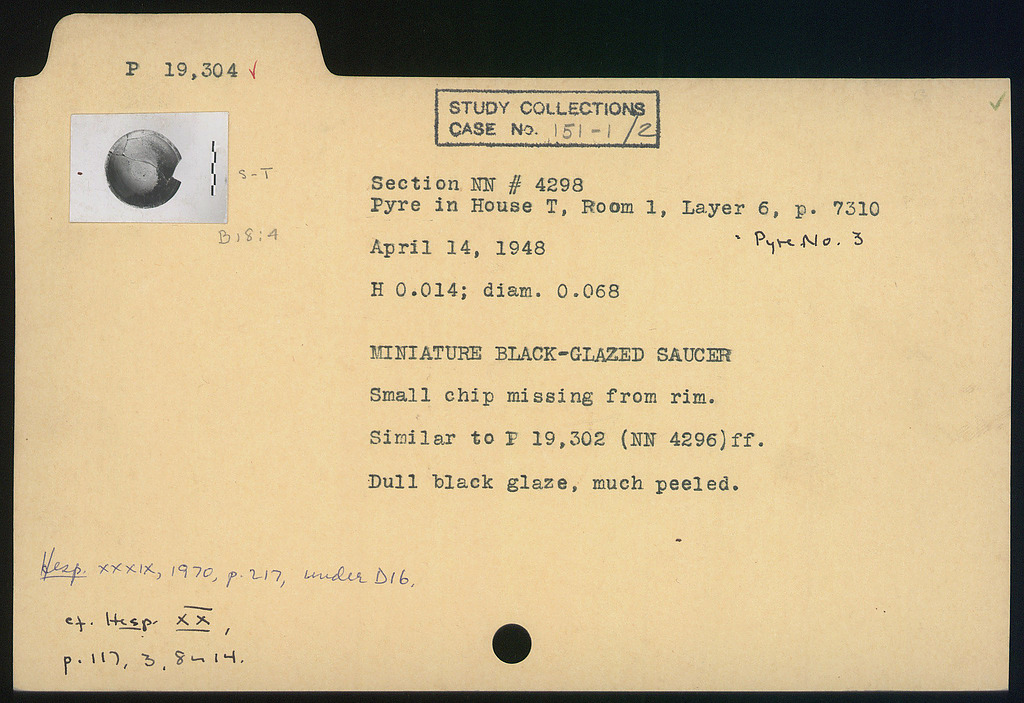 P 19,304 ✓
STUDY COLLECTIONS
CASE No. 151-1/2
S-T
B18:4
Section NN # 4298
Pyre in House T, Room 1, Layer 6, p. 7310
Pyre No. 3
April 14, 1948
H 0.014; diam. 0.068
MINIATURE BLACK-GLAZED SAUCER
Small chip missing from rim.
Similar to P 19,302 (NN 4296)ff.
Dull black glaze, much peeled.
Hesp. XXXIX, 1970, p. 217, under D16.
cf. Hesp. XX,
p. 117, 3, 8-14.